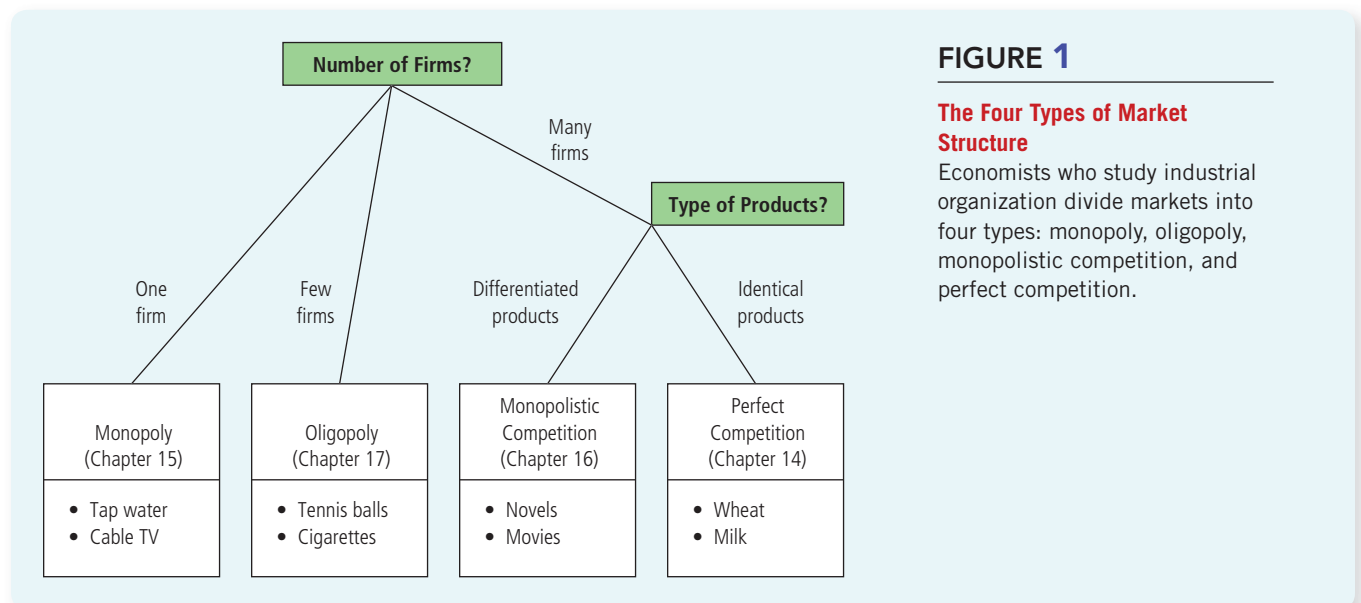 Number of Firms?
Many
firms
Type of Products?
One
firm
Few
firms
Differentiated
products
Identical
products
Monopoly
(Chapter 15)
• Tap water
• Cable TV
Oligopoly
(Chapter 17)
• Tennis balls
• Cigarettes
Monopolistic
Competition
(Chapter 16)
• Novels
• Movies
Perfect
Competition
(Chapter 14)
• Wheat
• Milk
FIGURE 1
The Four Types of Market
Structure
Economists who study industrial
organization divide markets into
four types: monopoly, oligopoly,
monopolistic competition, and
perfect competition.